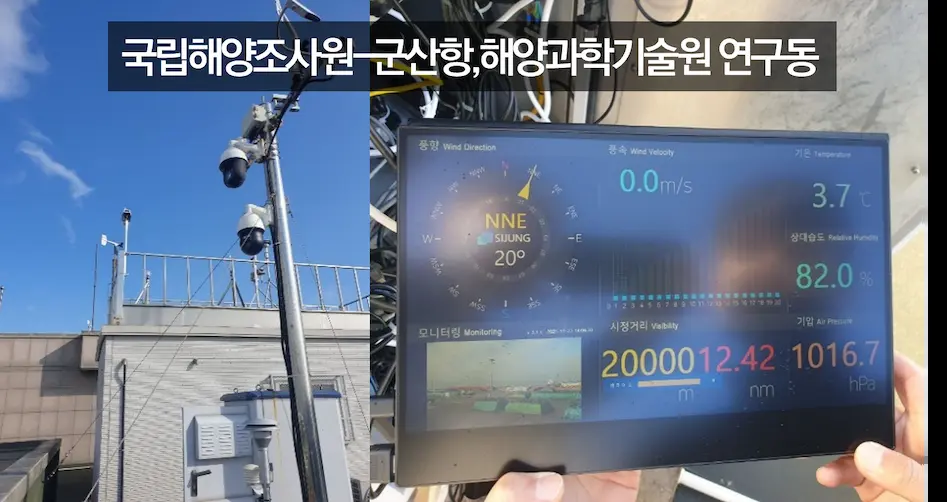 국립해양조사원-군산항,해양과학기술원 연구동
풍향 Wind Direction
풍속 Wind Velocity
기온 Temperature
0.0m/s
3.7 ℃
N
NNE
SIJUNG
20°
W
E
S
상대습도 Relative Humidity
82.0 %
모니터링 Monitoring
시정거리 Visibility
기압 Air Pressure
20000
m
12.42
nm
1016.7
hPa